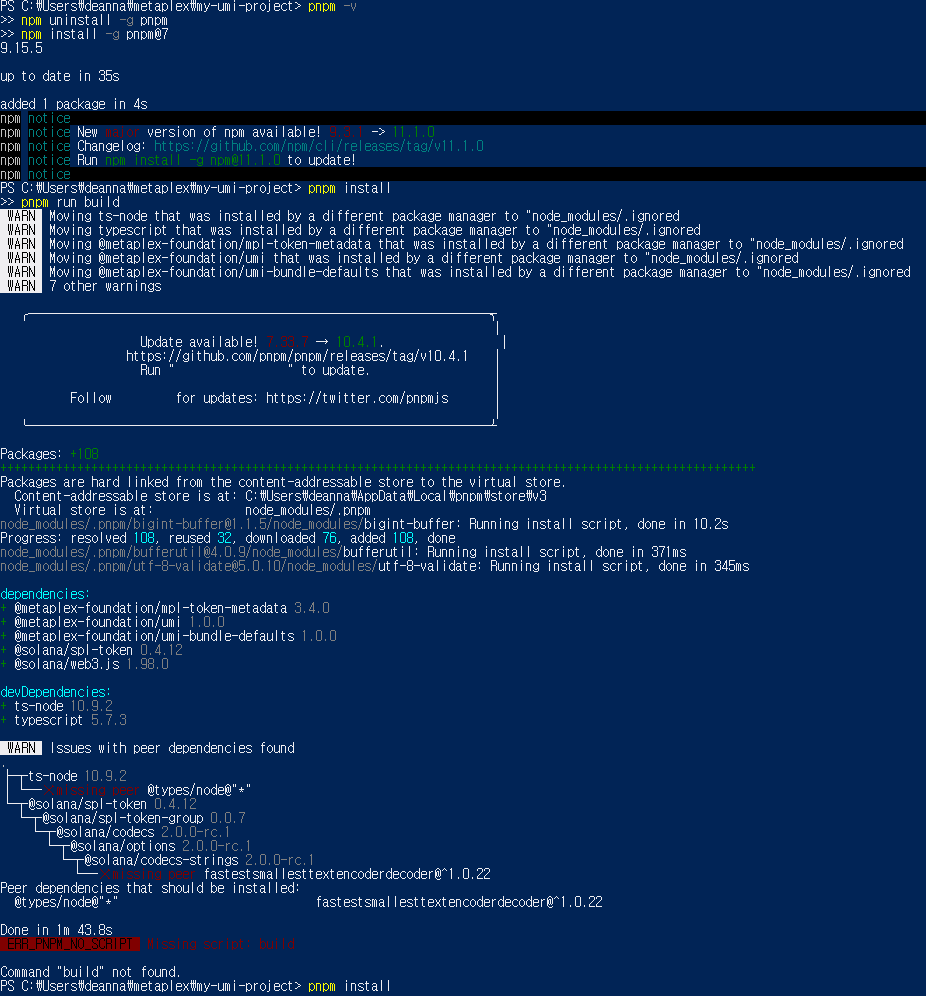 PS C:₩Users₩deanna₩metaplex₩my-umi-project> pnpm -v
>> npm uninstall -g pnpm
>> npm install -g pnpm@7
9.15.5
up to date in 35s
added 1 package in 4s
npm notice
npm notice New major version of npm available! -> 11.1.0
npm notice Changelog: https://github.com/npm/cli/releases/tag/v11.1.0
npm notice Run npm install -g npm@11.1.0 to update!
npm notice
PS C:₩Users₩deanna₩metaplex₩my-umi-project> pnpm install
>> pnpm run build
WARN Moving ts-node that was installed by a different package manager to "node_modules/.ignored
WARN Moving typescript that was installed by a different package manager to "node_modules/.ignored
WARN Moving @metaplex-foundation/mpl-token-metadata that was installed by a different package manager to "node_modules/.ignored
WARN Moving @metaplex-foundation/umi that was installed by a different package manager to "node_modules/.ignored
WARN Moving @metaplex-foundation/umi-bundle-defaults that was installed by a different package manager to "node_modules/.ignored
WARN 7 other warnings
Update available! → 10.4.1.
https://github.com/pnpm/pnpm/releases/tag/v10.4.1
Run " " to update.
Follow for updates: https://twitter.com/pnpmjs
Packages: +108
++++++++++++++++++++++++++++++++++++++++++++++++++++++++++++++++++++++++++++++++++++++++++++++++++++++++++++
Packages are hard linked from the content-addressable store to the virtual store.
Content-addressable store is at: C:₩Users₩deanna₩AppData₩Local₩pnpm₩store₩v3
Virtual store is at: node_modules/.pnpm
node_modules/.pnpm/bigint-buffer@1.1.5/node_modules/bigint-buffer: Running install script, done in 10.2s
Progress: resolved 108, reused 32, downloaded 76, added 108, done
node_modules/.pnpm/bufferutil@4.0.9/node_modules/bufferutil: Running install script, done in 371ms
node_modules/.pnpm/utf-8-validate@5.0.10/node_modules/utf-8-validate: Running install script, done in 345ms
dependencies:
+ @metaplex-foundation/mpl-token-metadata 3.4.0
+ @metaplex-foundation/umi 1.0.0
+ @metaplex-foundation/umi-bundle-defaults 1.0.0
+ @solana/spl-token 0.4.12
+ @solana/web3.js 1.98.0
devDependencies:
+ ts-node 10.9.2
+ typescript 5.7.3
WARN Issues with peer dependencies found
.
├─┬ts-node 10.9.2
│ └──✕ missing peer @types/node@"*"
└─┬@solana/spl-token 0.4.12
└─┬@solana/spl-token-group 0.0.7
└─┬@solana/codecs 2.0.0-rc.1
└─┬@solana/options 2.0.0-rc.1
└─┬@solana/codecs-strings 2.0.0-rc.1
└──✕ missing peer fastestsmallesttextencoderdecoder@^1.0.22
Peer dependencies that should be installed:
@types/node@"*" fastestsmallesttextencoderdecoder@^1.0.22
Done in 1m 43.8s
ERR_PNPM_NO_SCRIPT Missing script: build
Command "build" not found.
PS C:₩Users₩deanna₩metaplex₩my-umi-project> pnpm install